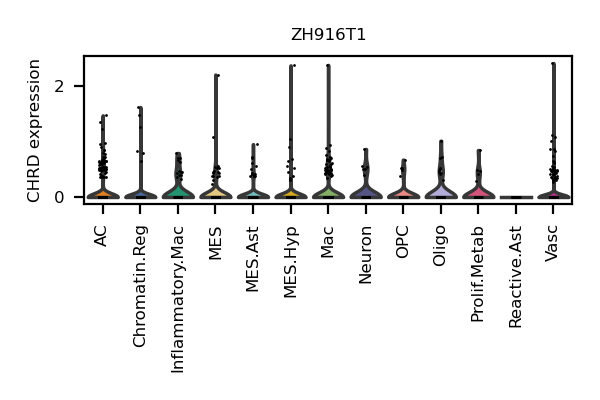 ZH916T1
CHRD expression
2
0
AC
Chromatin.Reg
Inflammatory.Mac
MES
MES.Ast
MES.Hyp
Mac
Neuron
OPC
Oligo
Prolif.Metab
Reactive.Ast
Vasc